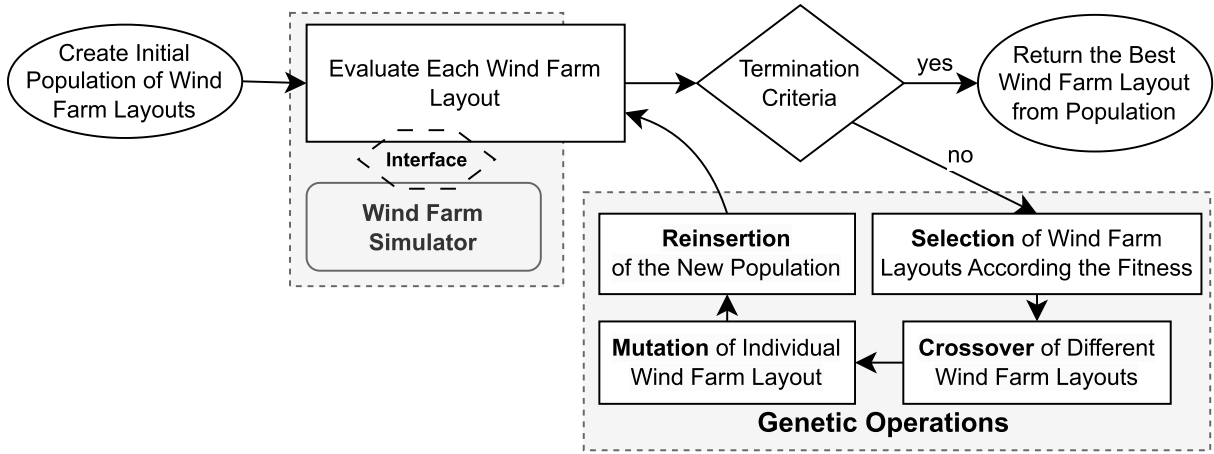 Create Initial
Population of Wind
Farm Layouts
Evaluate Each Wind Farm
Layout
Interface
Wind Farm
Simulator
Termination
Criteria
yes
Return the Best
Wind Farm Layout
from Population
no
Selection of Wind Farm
Layouts According the Fitness
Crossover of Different
Wind Farm Layouts
Mutation of Individual
Wind Farm Layout
Reinsertion
of the New Population
Genetic Operations